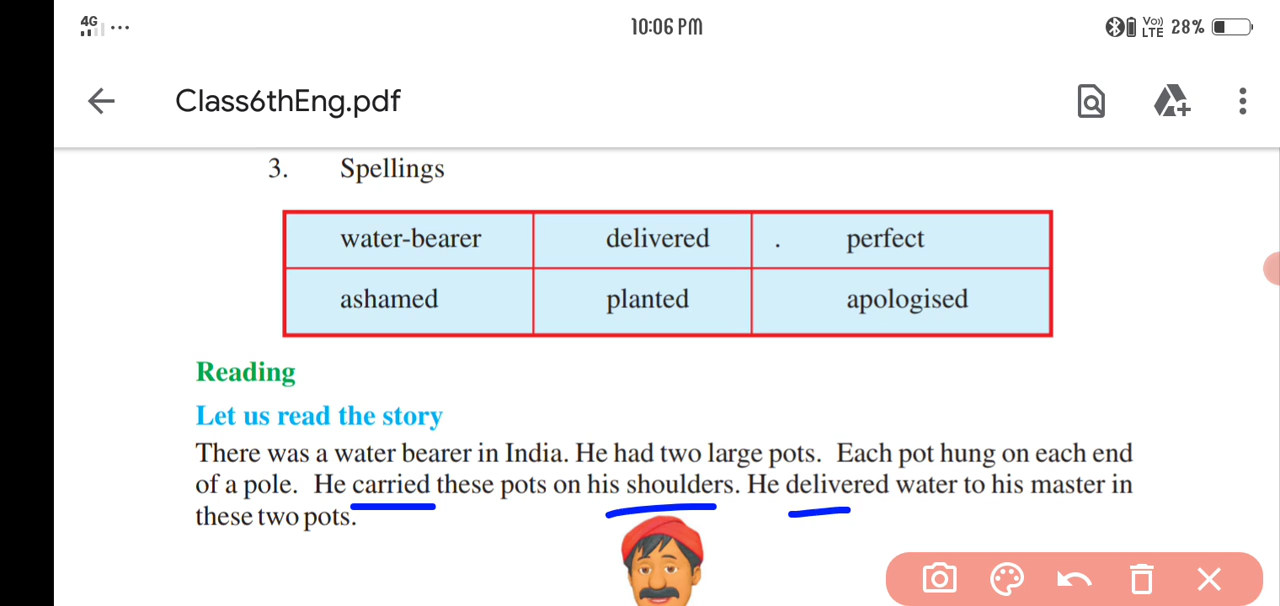 4G ... 10:06 PM Vo)) LTE 28%
Class6thEng.pdf
3. Spellings
water-bearer delivered . perfect
ashamed planted apologised
Reading
Let us read the story
There was a water bearer in India. He had two large pots. Each pot hung on each end
of a pole. He carried these pots on his shoulders. He delivered water to his master in
these two pots.